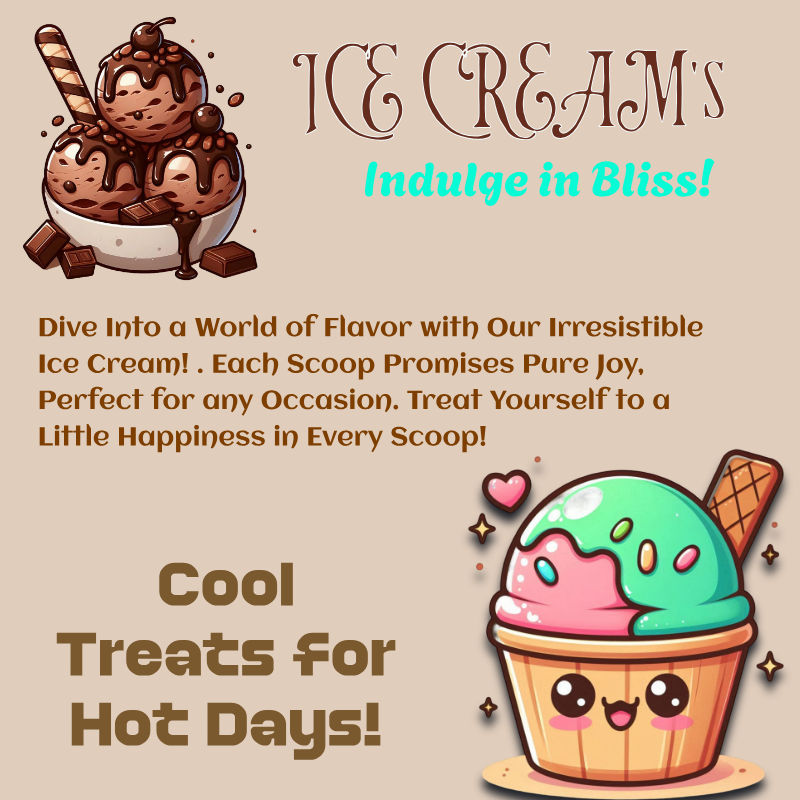 ICE CREAM's
Indulge in Bliss!
Dive Into a World of Flavor with Our Irresistible
Ice Cream! . Each Scoop Promises Pure Joy,
Perfect for any Occasion. Treat Yourself to a
Little Happiness in Every Scoop!
Cool
Treats for
Hot Days!